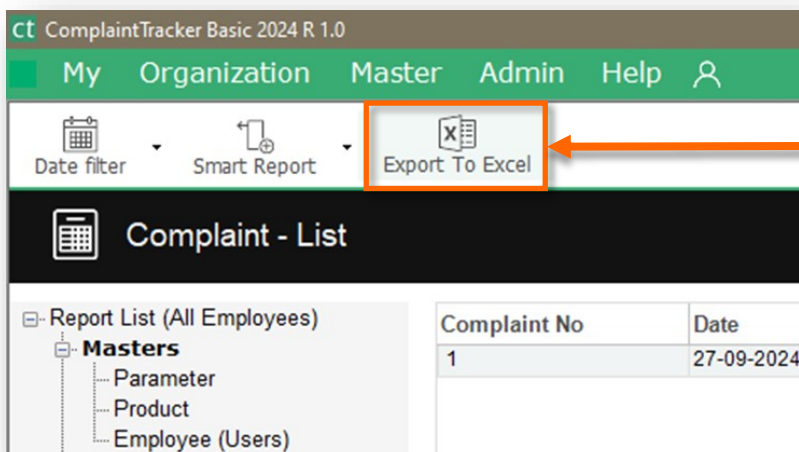 ct ComplaintTracker Basic 2024 R 1.0
My Organization Master Admin Help
Date filter Smart Report Export To Excel
Complaint - List
Report List (All Employees)
Complaint No Date
Masters
1 27-09-2024
Parameter
Product
Employee (Users)